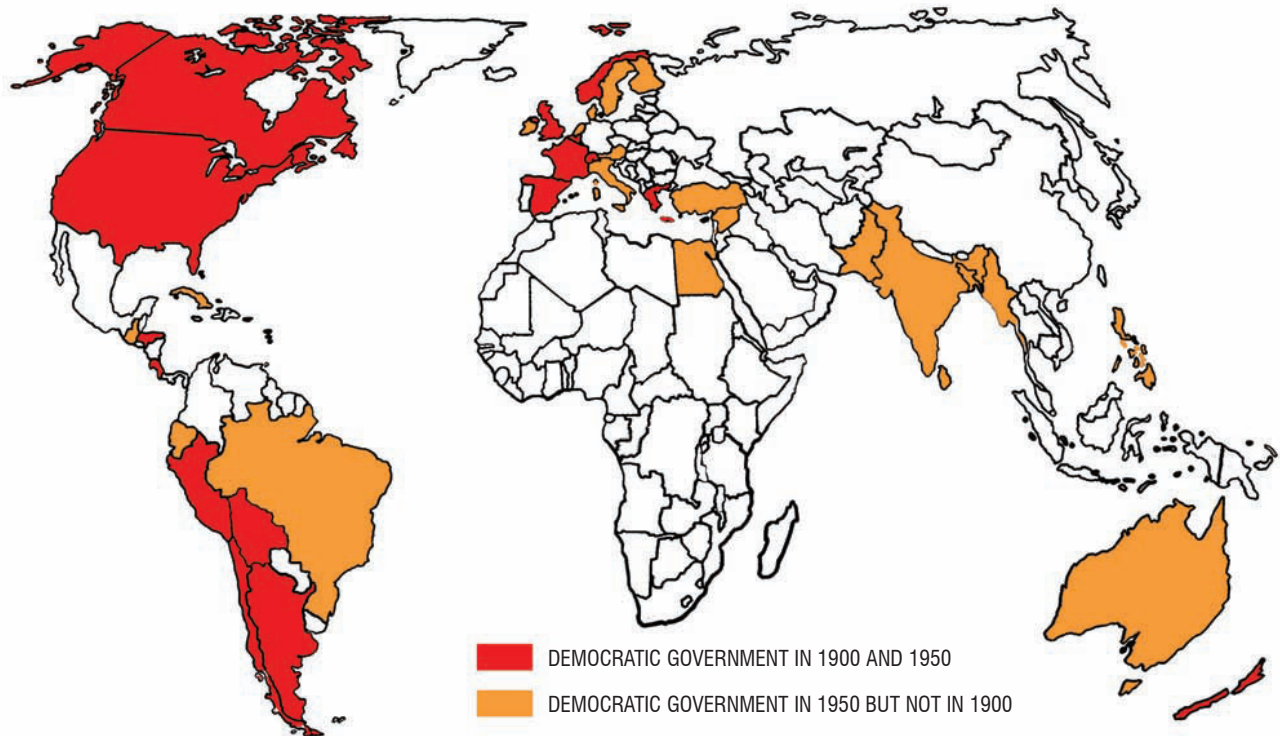 DEMOCRATIC GOVERNMENT IN 1900 AND 1950
DEMOCRATIC GOVERNMENT IN 1950 BUT NOT IN 1900